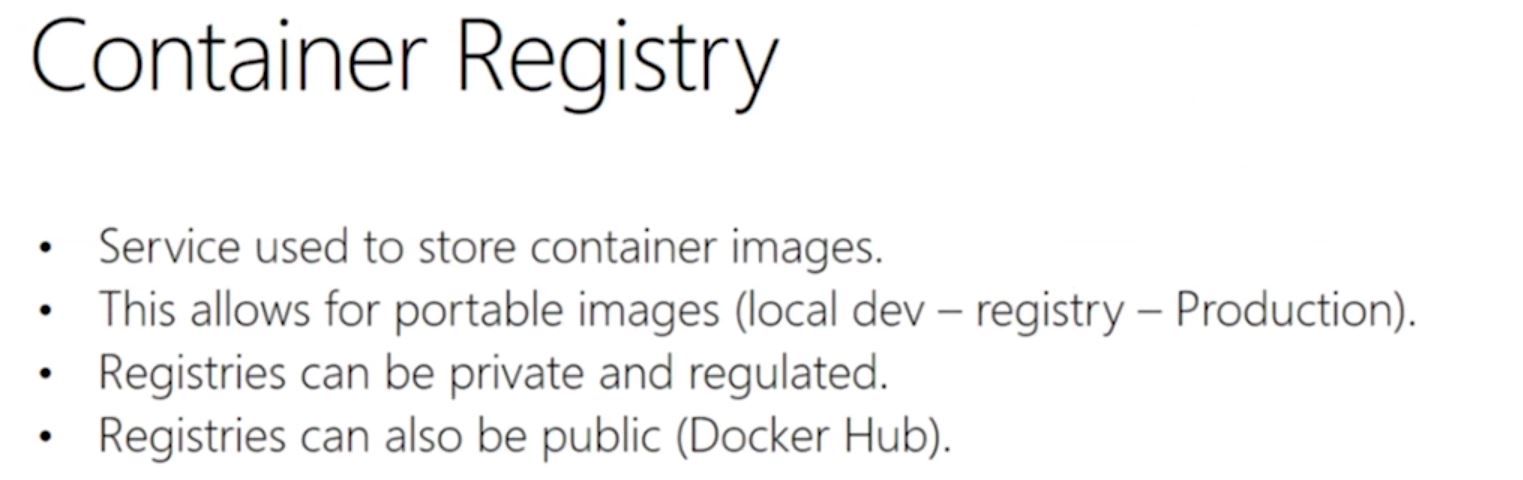 Container Registry
• Service used to store container images.
• This allows for portable images (local dev – registry – Production).
• Registries can be private and regulated.
• Registries can also be public (Docker Hub).